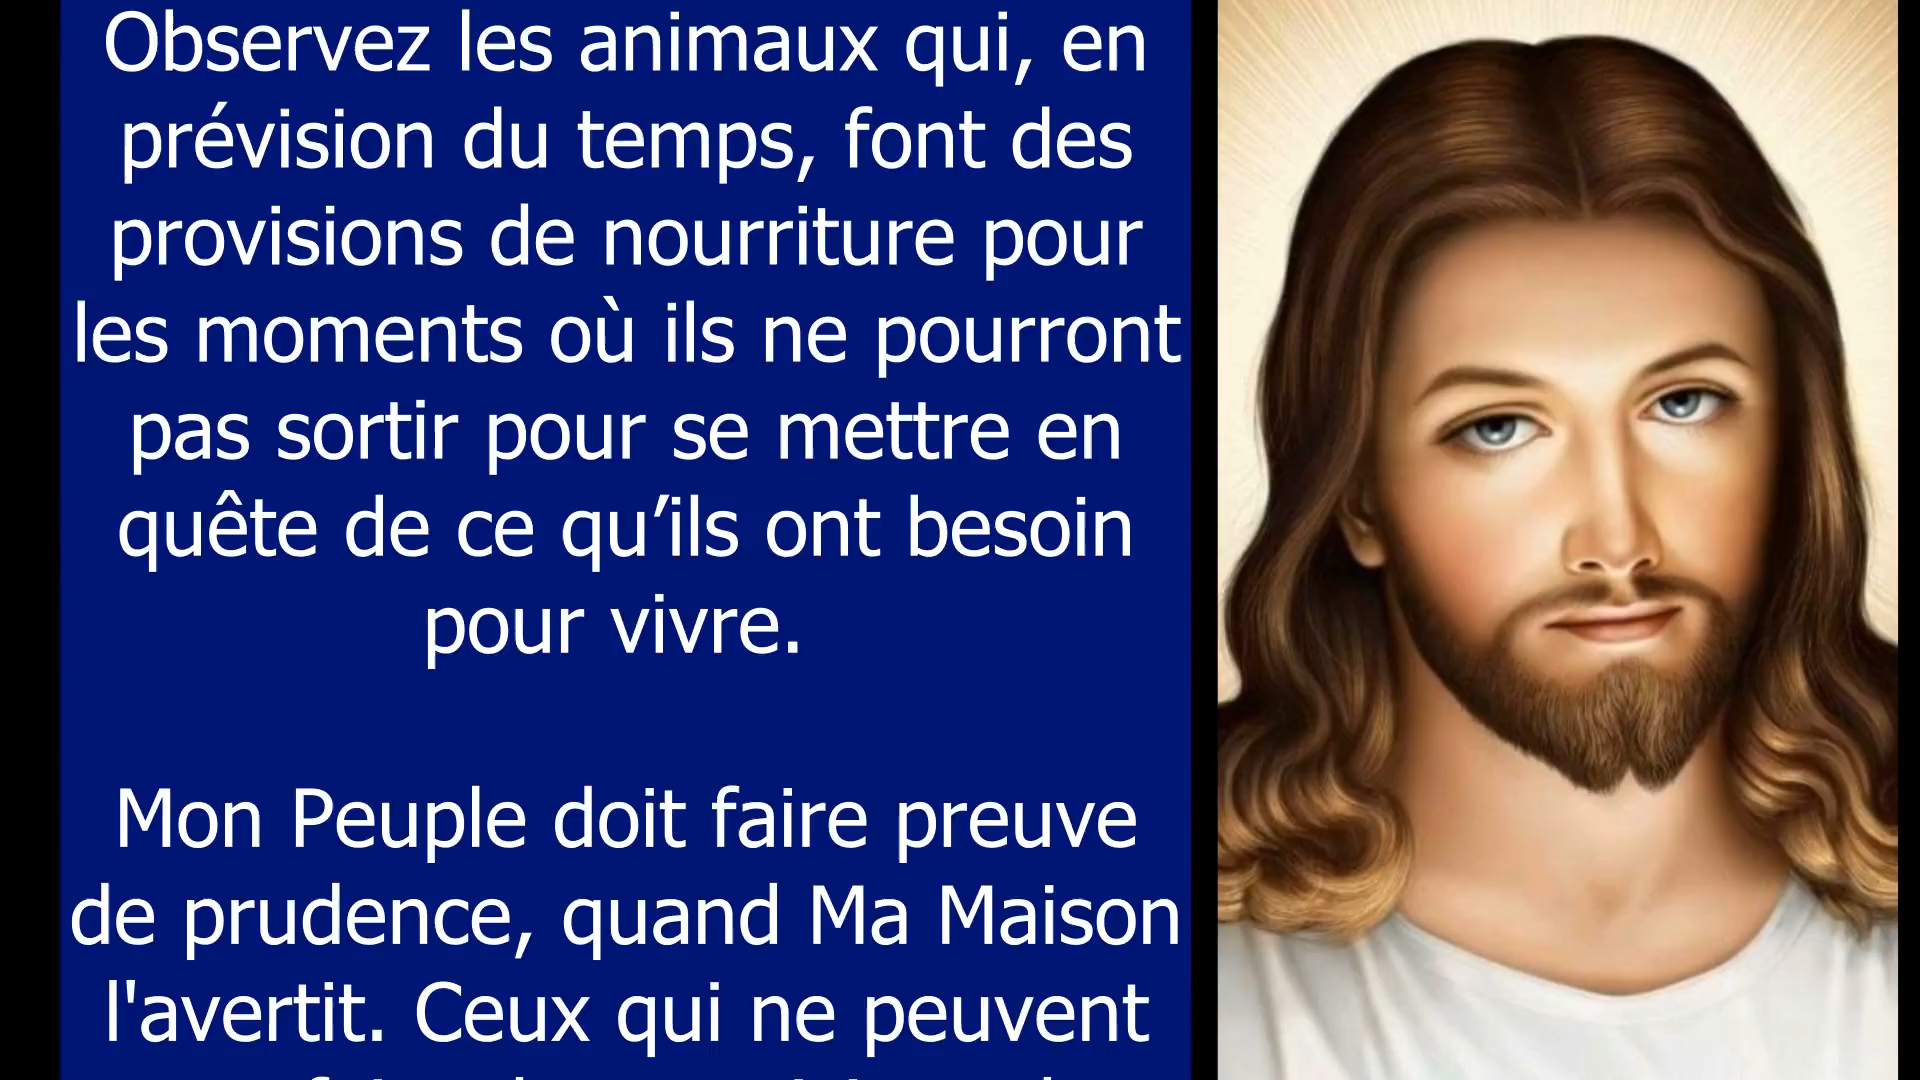 Observez les animaux qui, en
prévision du temps, font des
provisions de nourriture pour
les moments où ils ne pourront
pas sortir pour se mettre en
quête de ce qu’ils ont besoin
pour vivre.
Mon Peuple doit faire preuve
de prudence, quand Ma Maison
l'avertit. Ceux qui ne peuvent